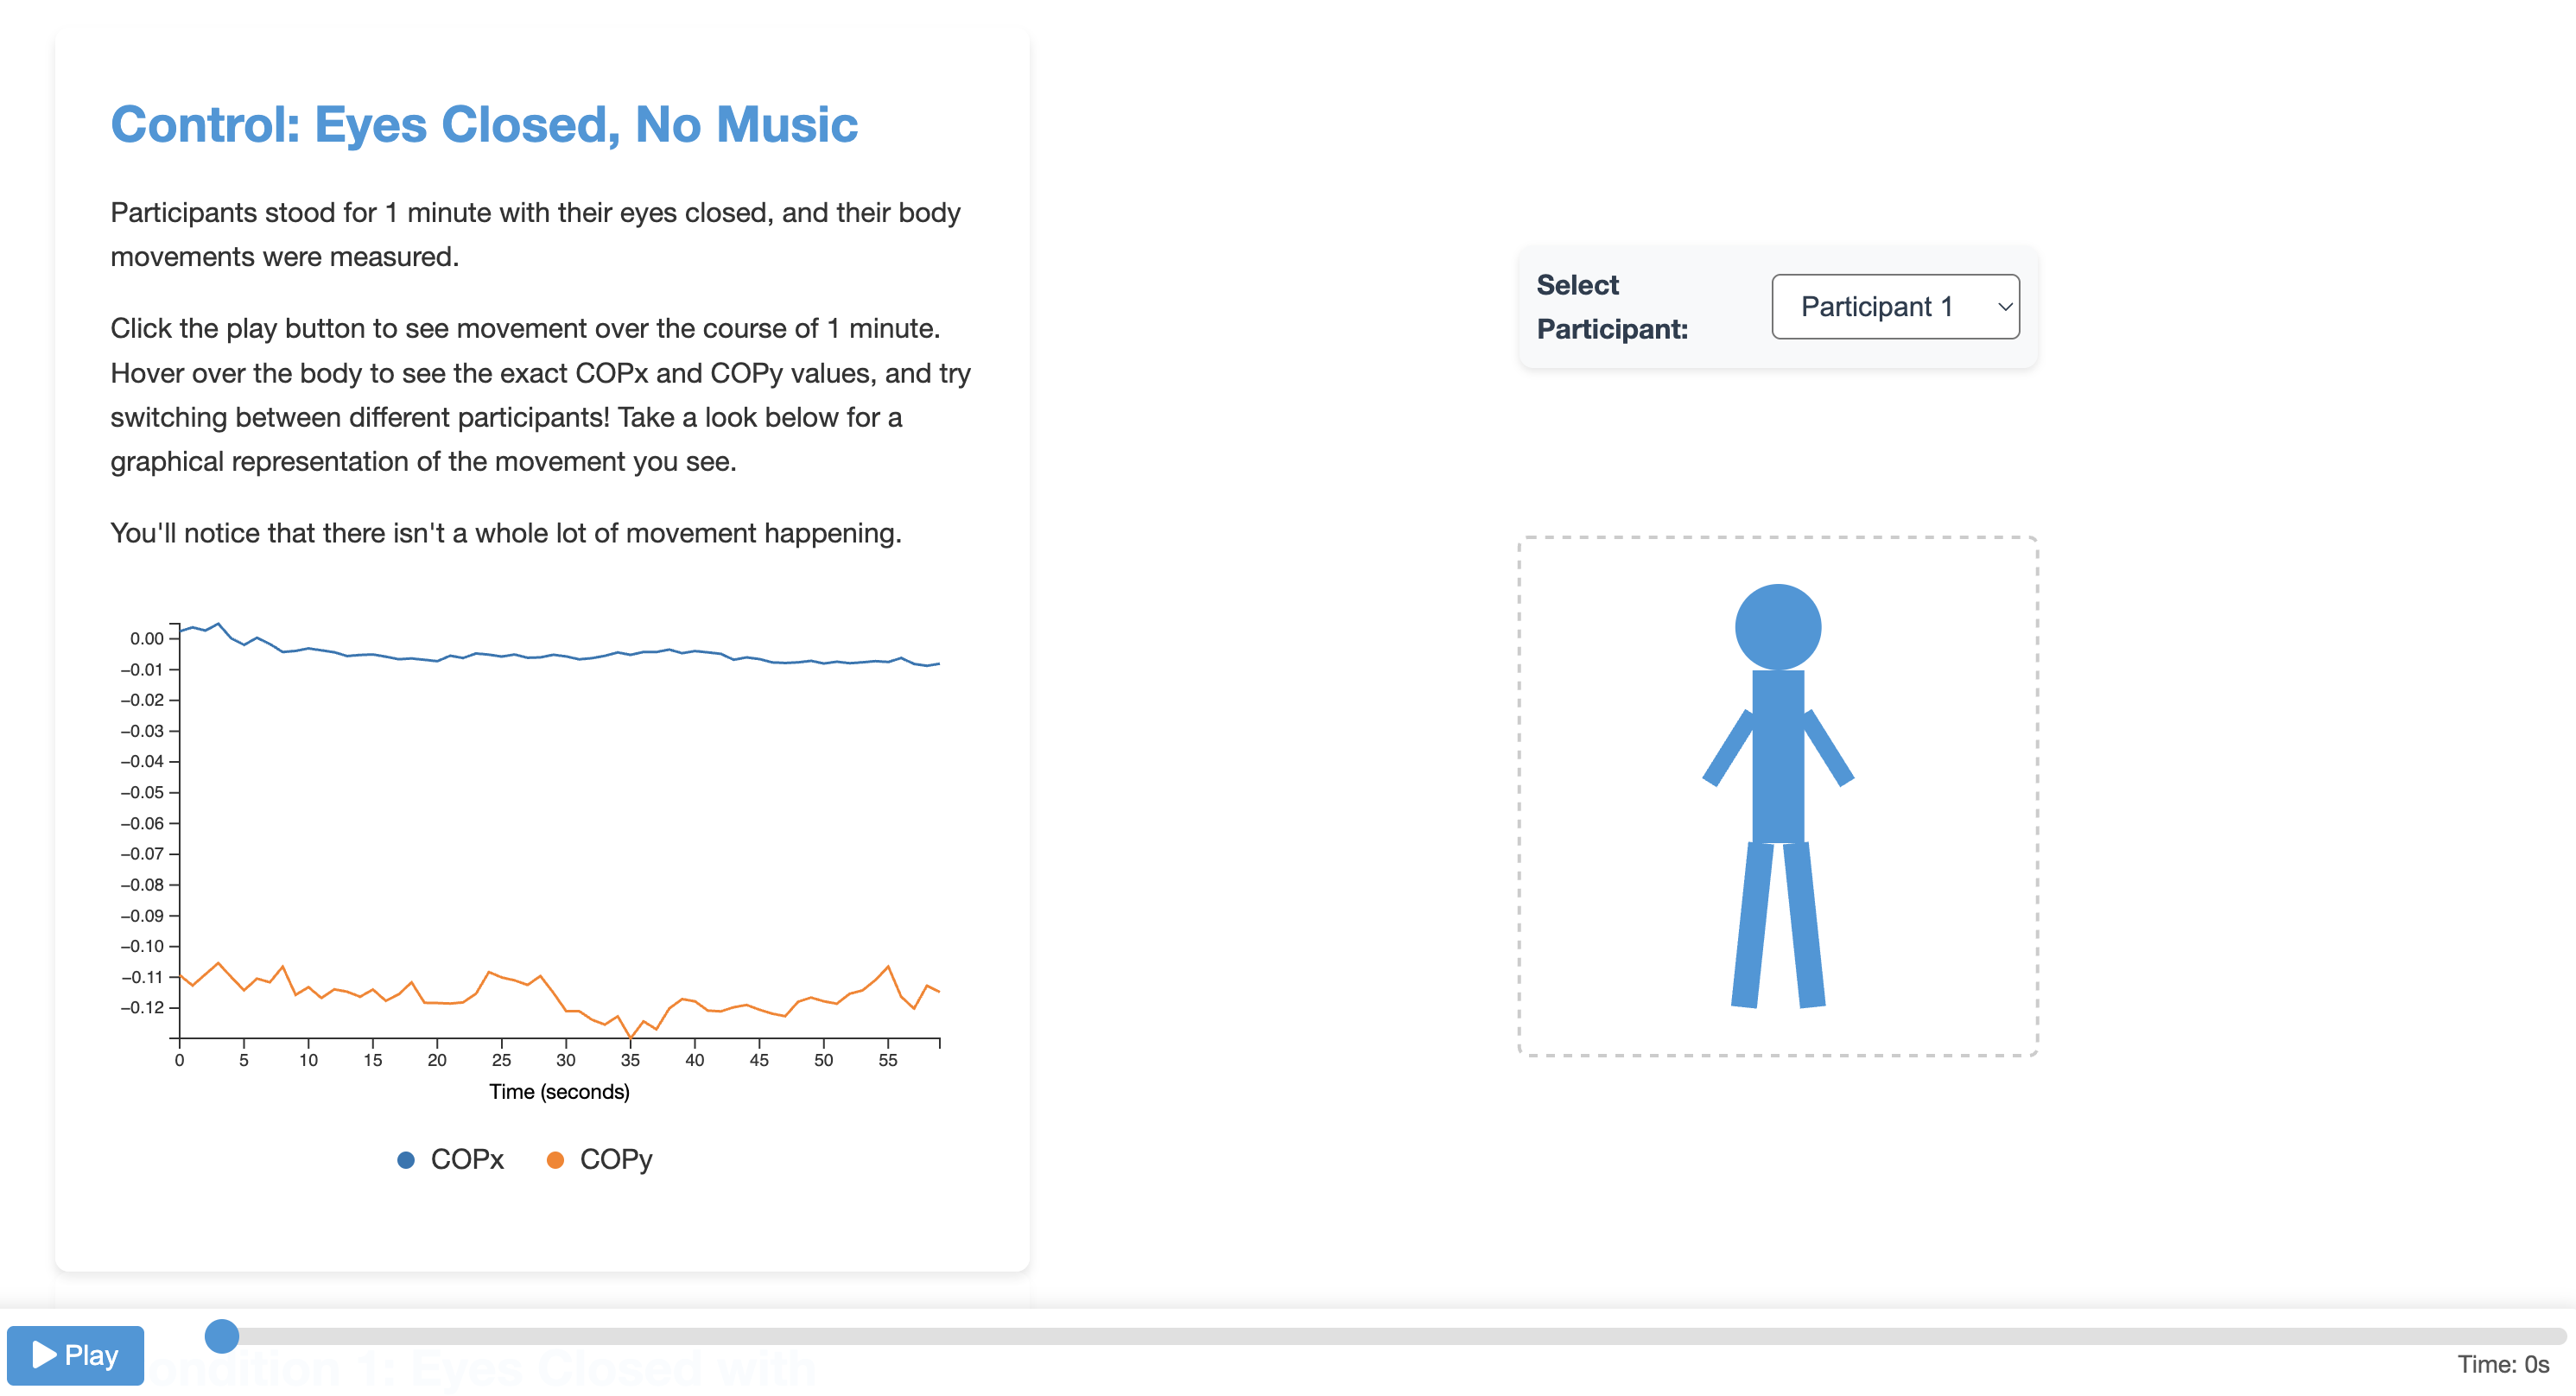 Control: Eyes Closed, No Music
Participants stood for 1 minute with their eyes closed, and their body
movements were measured.
Click the play button to see movement over the course of 1 minute.
Hover over the body to see the exact COPx and COPy values, and try
switching between different participants! Take a look below for a
graphical representation of the movement you see.
You'll notice that there isn't a whole lot of movement happening.
0.00
−0.01
−0.02
−0.03
−0.04
−0.05
−0.06
−0.07
−0.08
−0.09
−0.10
−0.11
−0.12
0 5 10 15 20 25 30 35 40 45 50 55
Time (seconds)
COPx COPy
Select
Participant:
Participant 1
Play
ondition 1: Eyes Closed with
Time: 0s